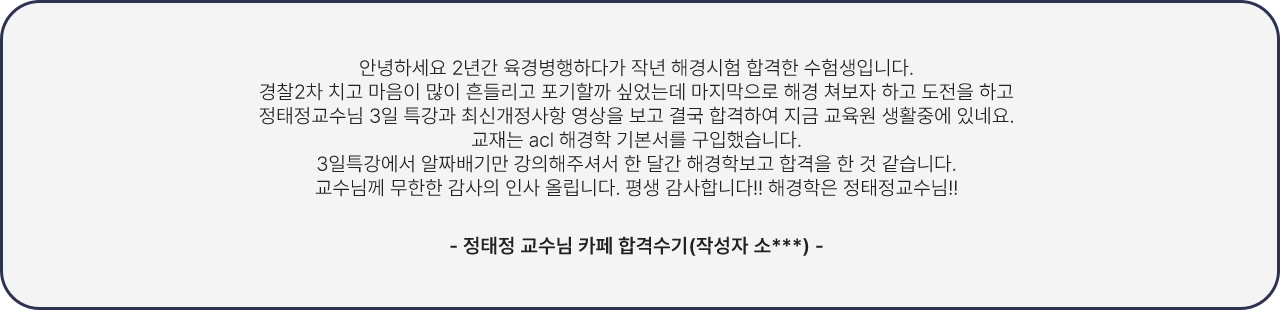 안녕하세요 2년간 육경병행하다가 작년 해경시험 합격한 수험생입니다.
경찰2차 치고 마음이 많이 흔들리고 포기할까 싶었는데 마지막으로 해경 쳐보자 하고 도전을 하고
정태정교수님 3일 특강과 최신개정사항 영상을 보고 결국 합격하여 지금 교육원 생활중에 있네요.
교재는 acl 해경학 기본서를 구입했습니다.
3일특강에서 알짜배기만 강의해주셔서 한 달간 해경학보고 합격을 한 것 같습니다.
교수님께 무한한 감사의 인사 올립니다. 평생 감사합니다!! 해경학은 정태정교수님!!
- 정태정 교수님 카페 합격수기(작성자 소***) -